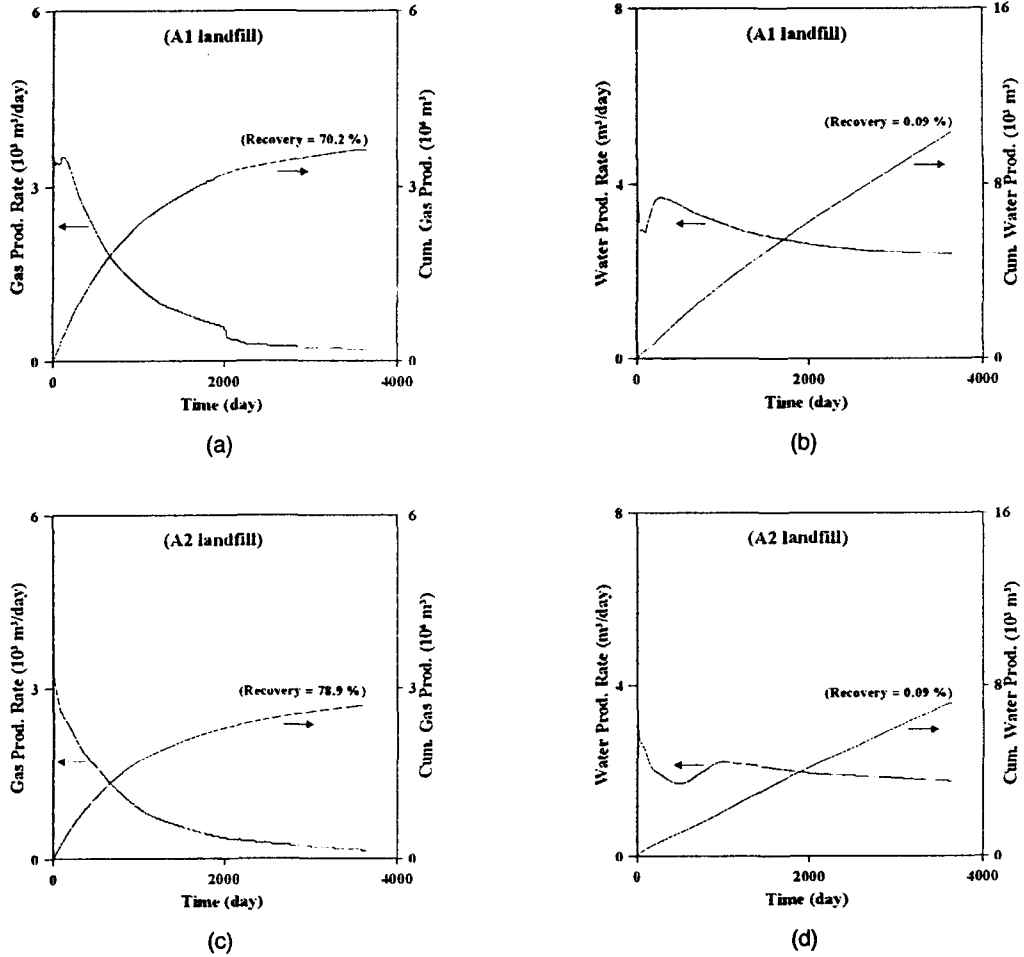 6
6
(A1 landfill)
Gas Prod. Rate (10³ m³/day)
Cum. Gas Prod. (10⁶ m³)
(Recovery = 70.2 %)
3
3
0
0
0
2000
4000
Time (day)
(a)
8
16
(A1 landfill)
Water Prod. Rate (m³/day)
Cum. Water Prod. (10³ m³)
(Recovery = 0.09 %)
4
8
0
0
0
2000
4000
Time (day)
(b)
6
6
(A2 landfill)
Gas Prod. Rate (10³ m³/day)
Cum. Gas Prod. (10⁶ m³)
(Recovery = 78.9 %)
3
3
0
0
0
2000
4000
Time (day)
(c)
8
16
(A2 landfill)
Water Prod. Rate (m³/day)
Cum. Water Prod. (10³ m³)
(Recovery = 0.09 %)
4
8
0
0
0
2000
4000
Time (day)
(d)